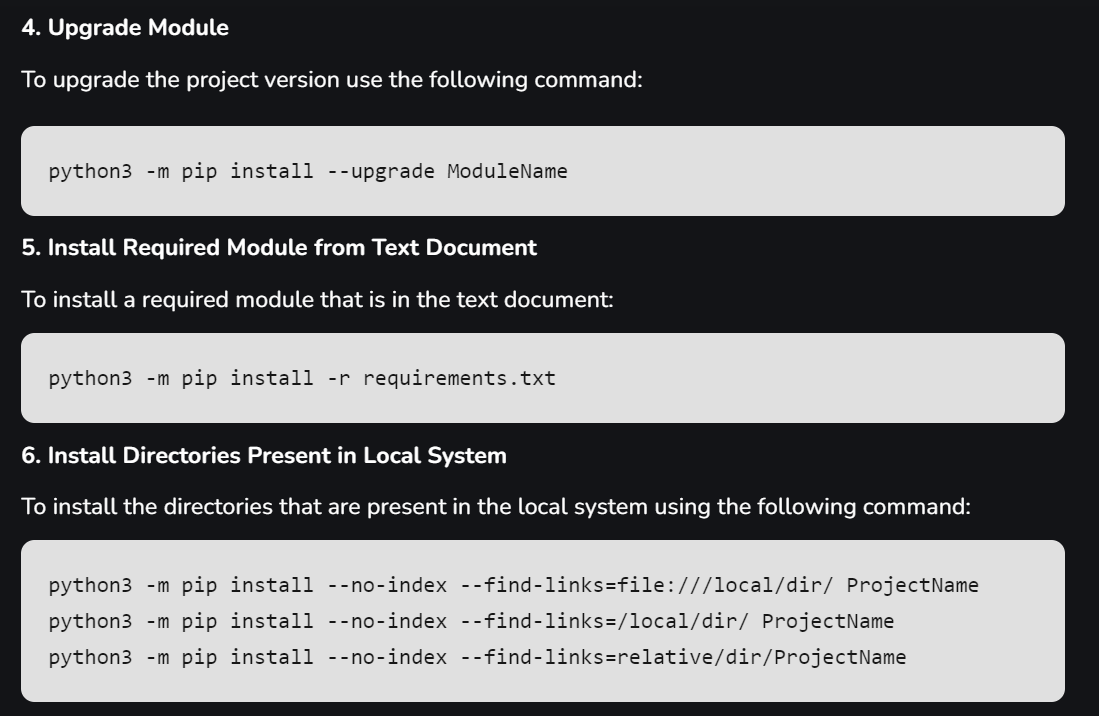 4. Upgrade Module
To upgrade the project version use the following command:
python3 -m pip install --upgrade ModuleName
5. Install Required Module from Text Document
To install a required module that is in the text document:
python3 -m pip install -r requirements.txt
6. Install Directories Present in Local System
To install the directories that are present in the local system using the following command:
python3 -m pip install --no-index --find-links=file:///local/dir/ ProjectName
python3 -m pip install --no-index --find-links=/local/dir/ ProjectName
python3 -m pip install --no-index --find-links=relative/dir/ProjectName